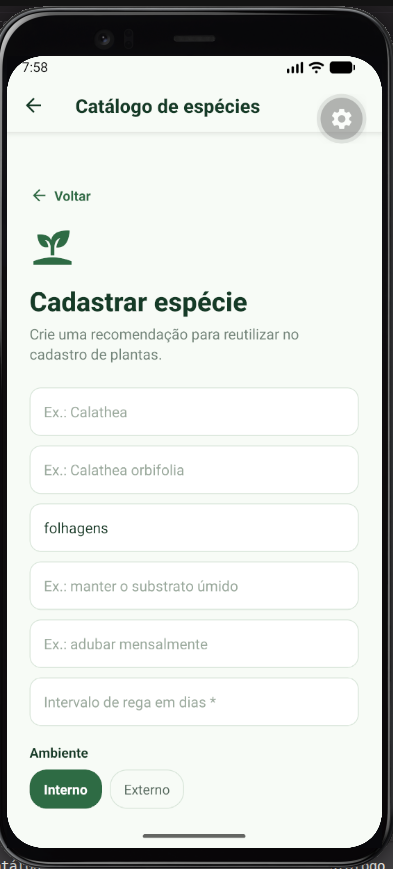 7:58
Catálogo de espécies
Voltar
Cadastrar espécie
Crie uma recomendação para reutilizar no
cadastro de plantas.
Ex.: Calathea
Ex.: Calathea orbifolia
folhagens
Ex.: manter o substrato úmido
Ex.: adubar mensalmente
Intervalo de rega em dias *
Ambiente
Interno
Externo